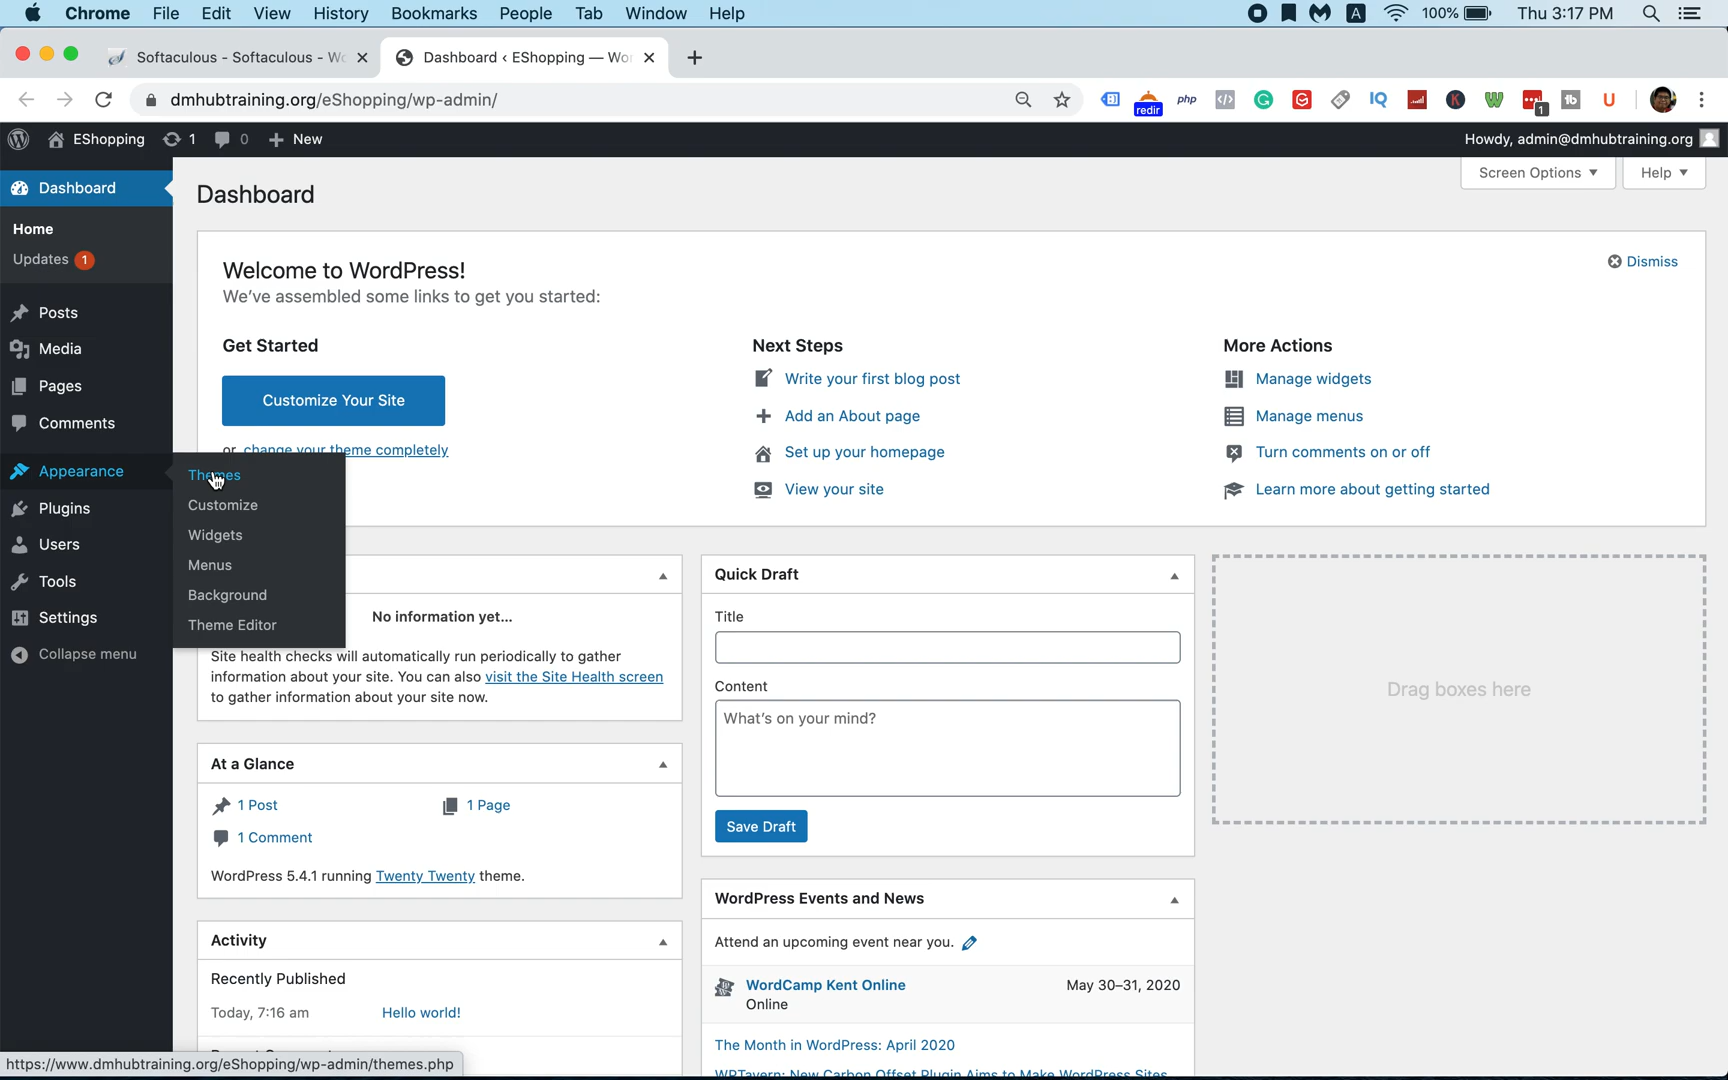 Chrome File Edit View History Bookmarks People Tab Window Help 100% Thu 3:17 PM
Softaculous - Softaculous - Wo Dashboard ‹ EShopping — Wor
dmhubtraining.org/eShopping/wp-admin/ redir php IQ 1
EShopping 1 0 New Howdy, admin@dmhubtraining.org
Dashboard
Home
Updates 1
Posts
Media
Pages
Comments
Appearance
Plugins
Users
Tools
Settings
Collapse menu
Themes
Customize
Widgets
Menus
Background
Theme Editor
Dashboard
Screen Options Help
Welcome to WordPress!
We've assembled some links to get you started:
Dismiss
Get Started
Customize Your Site
or change your theme completely
Next Steps
Write your first blog post
Add an About page
Set up your homepage
View your site
More Actions
Manage widgets
Manage menus
Turn comments on or off
Learn more about getting started
No information yet...
Site health checks will automatically run periodically to gather
information about your site. You can also visit the Site Health screen
to gather information about your site now.
At a Glance
1 Post 1 Page
1 Comment
WordPress 5.4.1 running Twenty Twenty theme.
Activity
Recently Published
Today, 7:16 am Hello world!
Quick Draft
Title
Content
What's on your mind?
Save Draft
WordPress Events and News
Attend an upcoming event near you.
WordCamp Kent Online May 30–31, 2020
Online
The Month in WordPress: April 2020
WPTavern: New Carbon Offset Plugin Aims to Make WordPress Sites
Drag boxes here
https://www.dmhubtraining.org/eShopping/wp-admin/themes.php